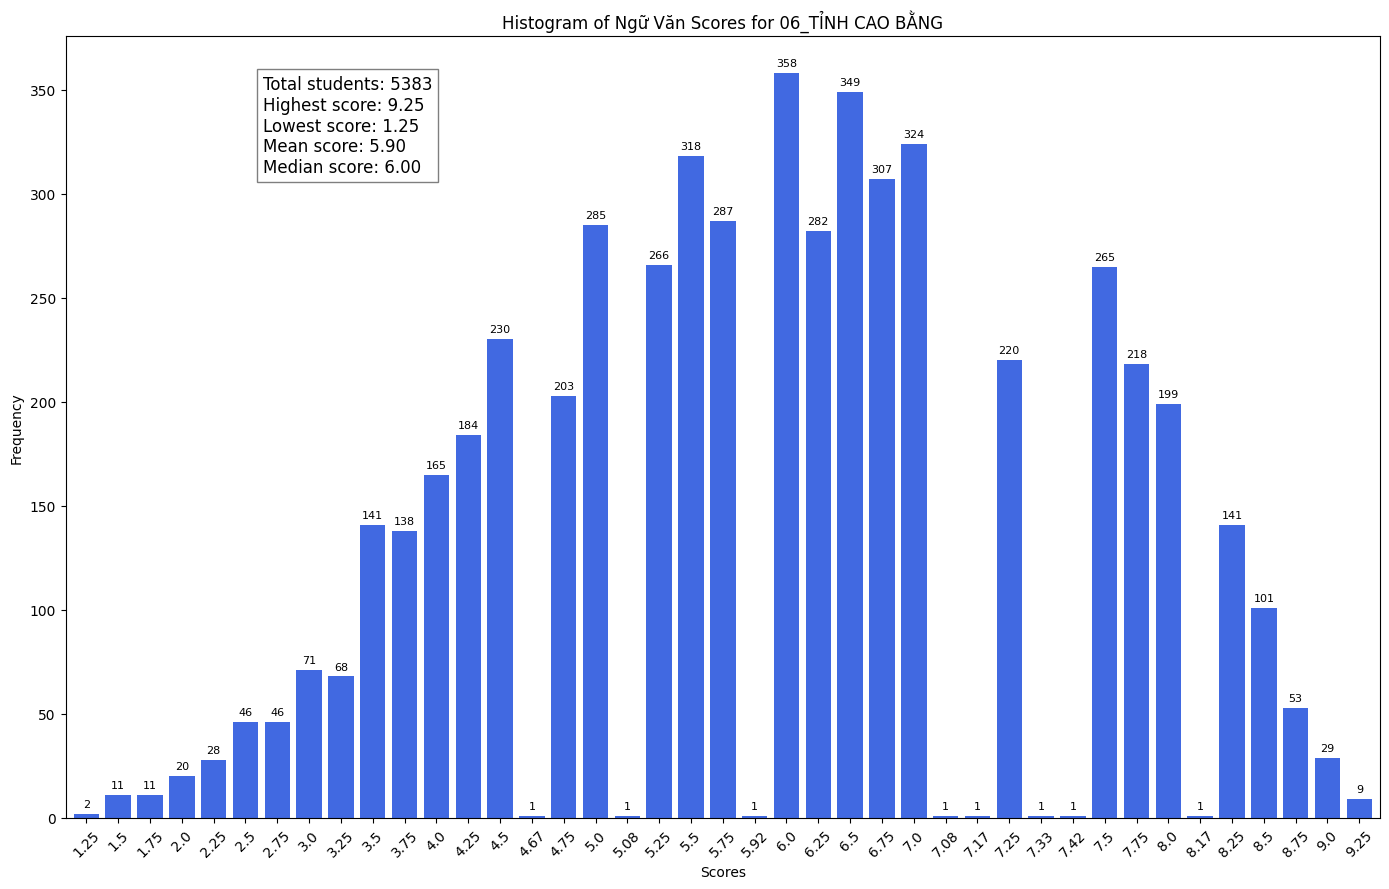 Histogram of Ngữ Văn Scores for 06_TỈNH CAO BẰNG
Total students: 5383
Highest score: 9.25
Lowest score: 1.25
Mean score: 5.90
Median score: 6.00
Frequency
350
300
250
200
150
100
50
0
2 11 11 20 28 46 46 71 68 141 138 165 184 230 1 203 285 1 266 318 287 1 358 282 349 307 324 1 1 220 1 1 265 218 199 1 141 101 53 29 9
1.25 1.5 1.75 2.0 2.25 2.5 2.75 3.0 3.25 3.5 3.75 4.0 4.25 4.5 4.67 4.75 5.0 5.08 5.25 5.5 5.75 5.92 6.0 6.25 6.5 6.75 7.0 7.08 7.17 7.25 7.33 7.42 7.5 7.75 8.0 8.17 8.25 8.5 8.75 9.0 9.25
Scores